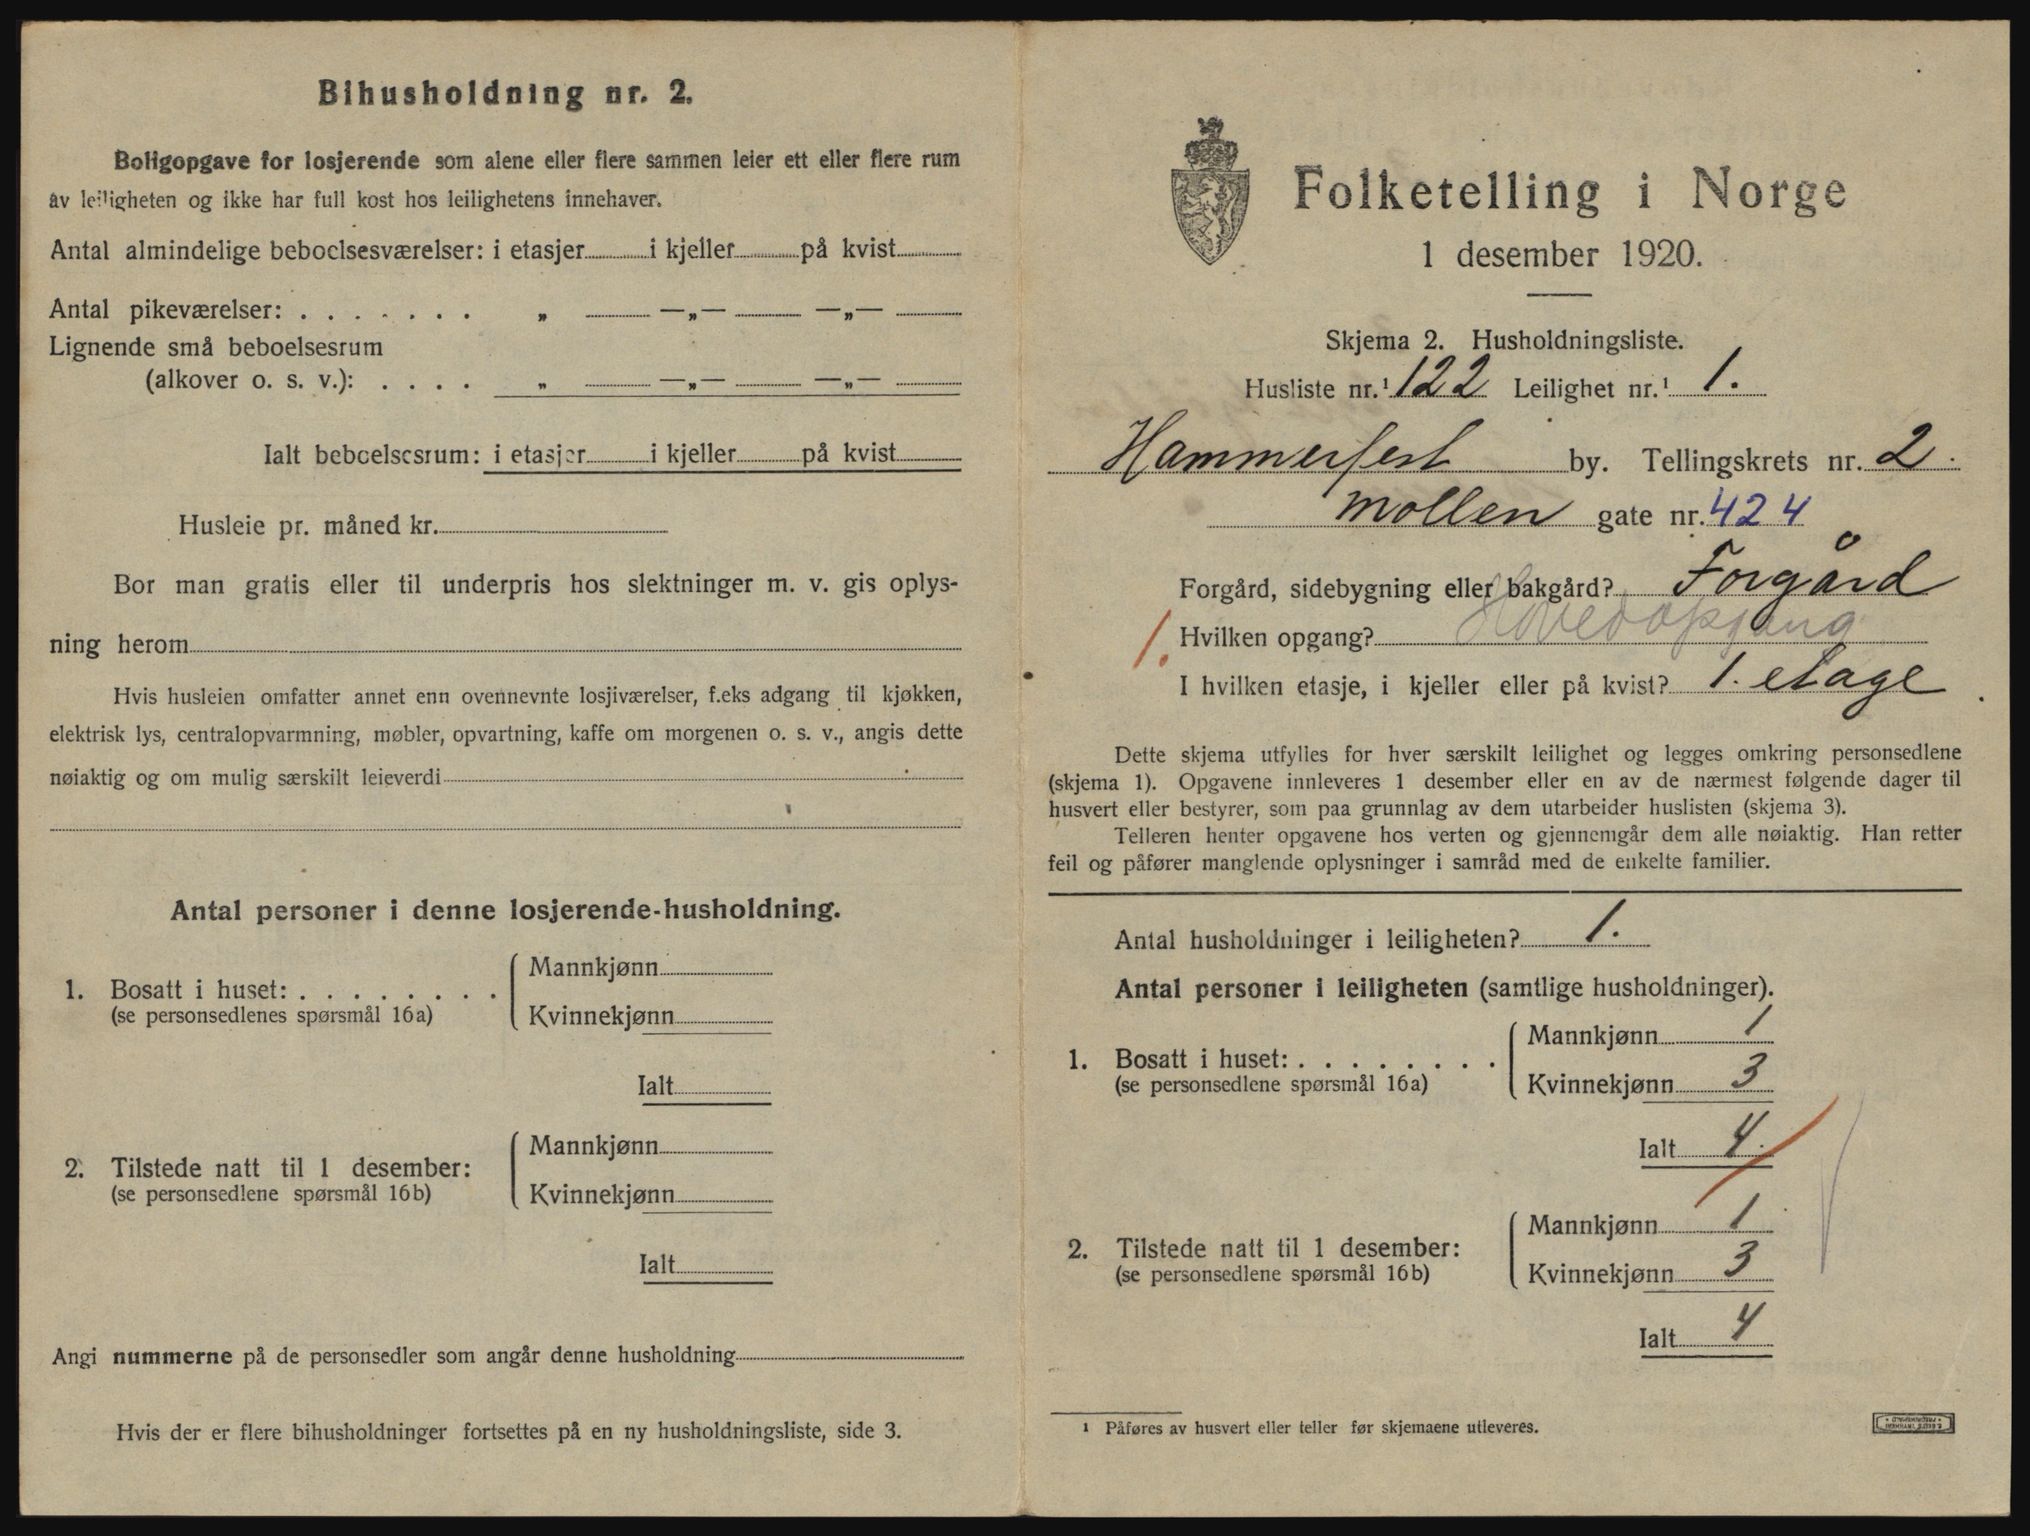 Bihusholdning nr. 2.
Boligopgave for losjerende som alene eller flere sammen leier ett eller flere rum
av leiligheten og ikke har full kost hos leilighetens innehaver.
Antal almindelige beboelsesværelser: i etasjer i kjeller på kvist
Antal pikeværelser: . . . . . . . „ —„— —„—
Lignende små beboelsesrum
(alkover o. s. v.): . . . . „ —„— —„—
Ialt beboelsesrum: i etasjer i kjeller på kvist
Husleie pr. måned kr.
Bor man gratis eller til underpris hos slektninger m. v. gis oplys-
ning herom
Hvis husleien omfatter annet enn ovennevnte losjiværelser, f.eks adgang til kjøkken,
elektrisk lys, centralopvarmning, møbler, opvartning, kaffe om morgenen o. s. v., angis dette
nøiaktig og om mulig særskilt leieverdi
Antal personer i denne losjerende-husholdning.
1. Bosatt i huset: . . . . . . . .
(se personsedlenes spørsmål 16a)
Mannkjønn
Kvinnekjønn
Ialt
2. Tilstede natt til 1 desember:
(se personsedlene spørsmål 16b)
Mannkjønn
Kvinnekjønn
Ialt
Angi nummerne på de personsedler som angår denne husholdning
Hvis der er flere bihusholdninger fortsettes på en ny husholdningsliste, side 3.
Folketelling i Norge
1 desember 1920.
Skjema 2. Husholdningsliste.
Husliste nr.¹ 122 Leilighet nr.¹ 1.
Hammerfest by. Tellingskrets nr. 2.
Mollen gate nr. 424
Forgård, sidebygning eller bakgård? Forgård
1. Hvilken opgang? Hovedopgang
I hvilken etasje, i kjeller eller på kvist? 1. etage
Dette skjema utfylles for hver særskilt leilighet og legges omkring personsedlene
(skjema 1). Opgavene innleveres 1 desember eller en av de nærmest følgende dager til
husvert eller bestyrer, som paa grunnlag av dem utarbeider huslisten (skjema 3).
Telleren henter opgavene hos verten og gjennemgår dem alle nøiaktig. Han retter
feil og påfører manglende oplysninger i samråd med de enkelte familier.
Antal husholdninger i leiligheten? 1.
Antal personer i leiligheten (samtlige husholdninger).
1. Bosatt i huset: . . . . . . . .
(se personsedlene spørsmål 16a)
Mannkjønn 1
Kvinnekjønn 3
Ialt 4.
2. Tilstede natt til 1 desember:
(se personsedlene spørsmål 16b)
Mannkjønn 1
Kvinnekjønn 3
Ialt 4
¹ Påføres av husvert eller teller før skjemaene utleveres.